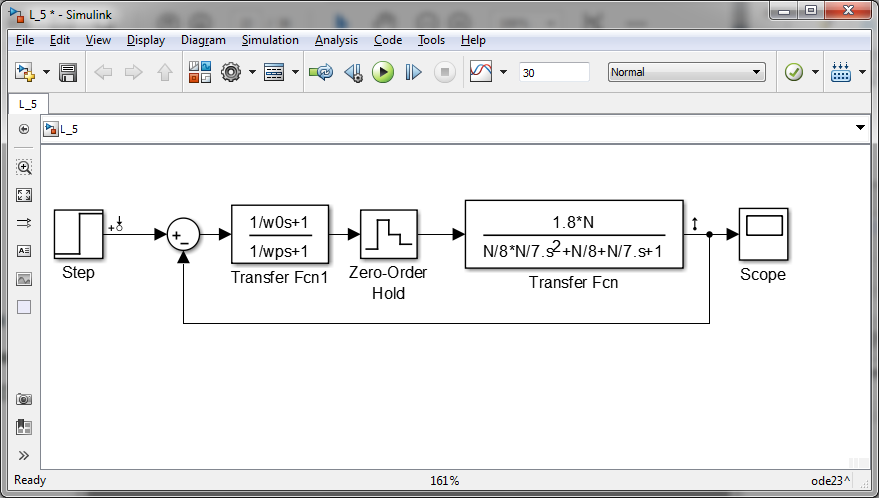 L_5 * - Simulink
File Edit View Display Diagram Simulation Analysis Code Tools Help
30 Normal
L_5
L_5
1/w0s+1
1/wps+1
1.8*N
N/8*N/7.s²+N/8+N/7.s+1
+
−
Step
Transfer Fcn1
Zero-Order
Hold
Transfer Fcn
Scope
Ready 161% ode23^